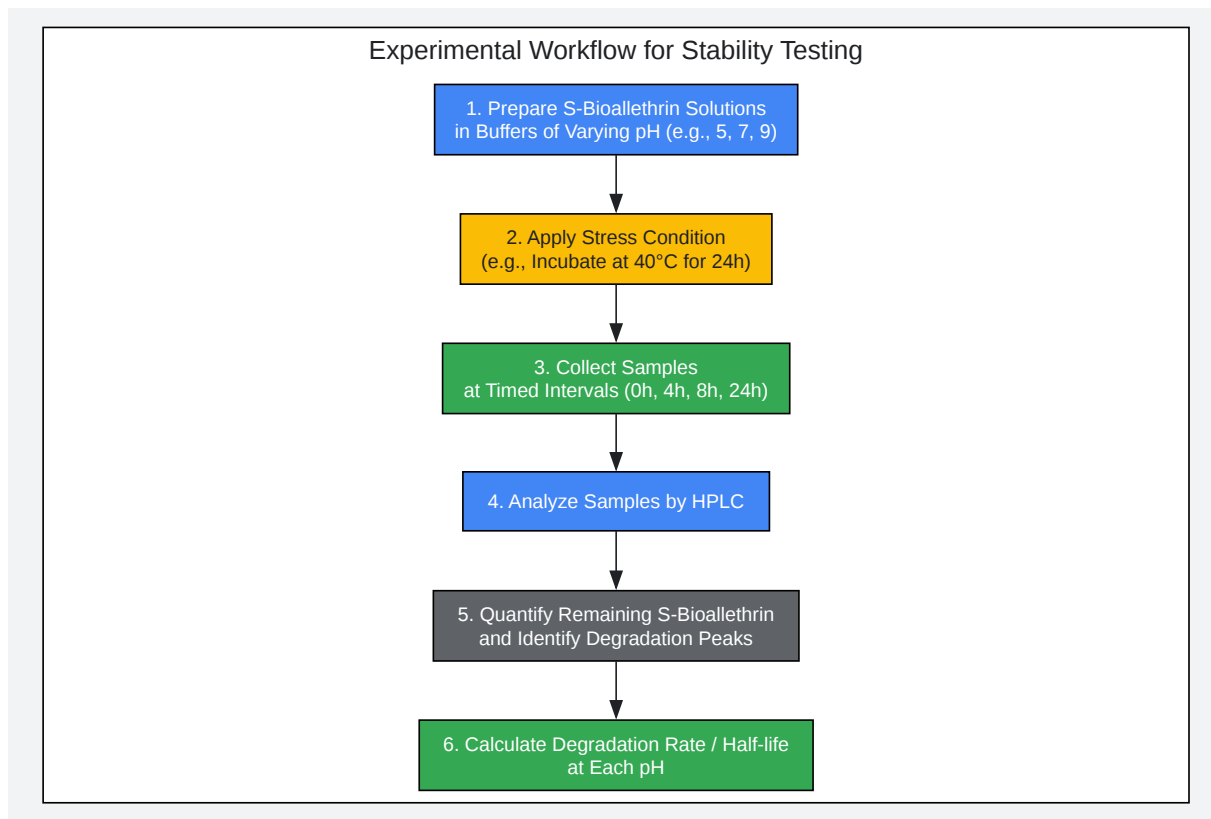 Experimental Workflow for Stability Testing
1. Prepare S-Bioallethrin Solutions
in Buffers of Varying pH (e.g., 5, 7, 9)
2. Apply Stress Condition
(e.g., Incubate at 40°C for 24h)
3. Collect Samples
at Timed Intervals (0h, 4h, 8h, 24h)
4. Analyze Samples by HPLC
5. Quantify Remaining S-Bioallethrin
and Identify Degradation Peaks
6. Calculate Degradation Rate / Half-life
at Each pH